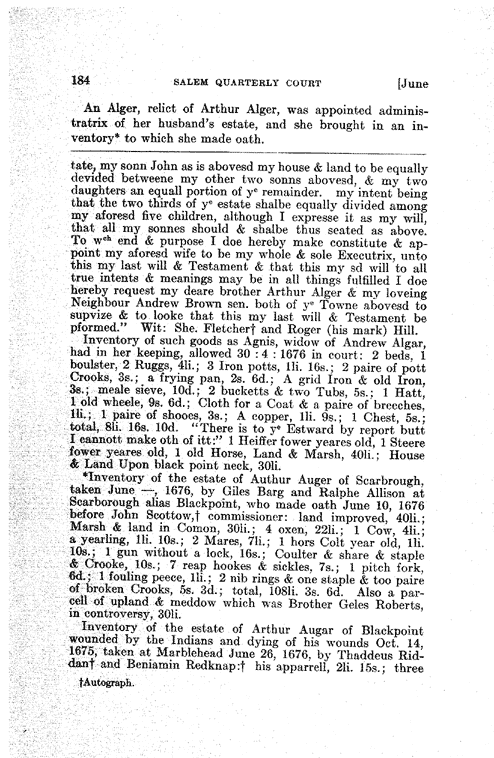 184 SALEM QUARTERLY COURT [June
An Alger, relict of Arthur Alger, was appointed adminis-
tratrix of her husband's estate, and she brought in an in-
ventory* to which she made oath.
tate, my sonn John as is abovesd my house & land to be equally
devided betweene my other two sonns abovesd, & my two
daughters an equall portion of yᵉ remainder. my intent being
that the two thirds of yᵉ estate shalbe equally divided among
my aforesd five children, although I expresse it as my will,
that all my sonnes should & shalbe thus seated as above.
To wᶜʰ end & purpose I doe hereby make constitute & ap-
point my aforesd wife to be my whole & sole Executrix, unto
this my last will & Testament & that this my sd will to all
true intents & meanings may be in all things fulfilled I doe
hereby request my deare brother Arthur Alger & my loveing
Neighbour Andrew Brown sen. both of yᵉ Towne abovesd to
supvize & to looke that this my last will & Testament be
pformed." Wit: She. Fletcher† and Roger (his mark) Hill.
Inventory of such goods as Agnis, widow of Andrew Algar,
had in her keeping, allowed 30 : 4 : 1676 in court: 2 beds, 1
boulster, 2 Ruggs, 4li.; 3 Iron potts, 1li. 16s.; 2 paire of pott
Crooks, 3s.; a frying pan, 2s. 6d.; A grid Iron & old Iron,
3s.; meale sieve, 10d.; 2 bucketts & two Tubs, 5s.; 1 Hatt,
1 old wheele, 9s. 6d.; Cloth for a Coat & a paire of breeches,
1li.; 1 paire of shooes, 3s.; A copper, 1li. 9s.; 1 Chest, 5s.;
total, 8li. 16s. 10d. "There is to yᵉ Estward by report butt
I cannott make oth of itt:" 1 Heiffer fower yeares old, 1 Steere
fower yeares old, 1 old Horse, Land & Marsh, 40li.; House
& Land Upon black point neck, 30li.
*Inventory of the estate of Authur Auger of Scarbrough,
taken June —, 1676, by Giles Barg and Ralphe Allison at
Scarborough alias Blackpoint, who made oath June 10, 1676
before John Scottow,† commissioner: land improved, 40li.;
Marsh & land in Comon, 30li.; 4 oxen, 22li.; 1 Cow, 4li.;
a yearling, 1li. 10s.; 2 Mares, 7li.; 1 hors Colt year old, 1li.
10s.; 1 gun without a lock, 16s.; Coulter & share & staple
& Crooke, 10s.; 7 reap hookes & sickles, 7s.; 1 pitch fork,
6d.; 1 fouling peece, 1li.; 2 nib rings & one staple & too paire
of broken Crooks, 5s. 3d.; total, 108li. 3s. 6d. Also a par-
cell of upland & meddow which was Brother Geles Roberts,
in controversy, 30li.
Inventory of the estate of Arthur Augar of Blackpoint
wounded by the Indians and dying of his wounds Oct. 14,
1675, taken at Marblehead June 26, 1676, by Thaddeus Rid-
dan† and Beniamin Redknap:† his apparrell, 2li. 15s.; three
†Autograph.